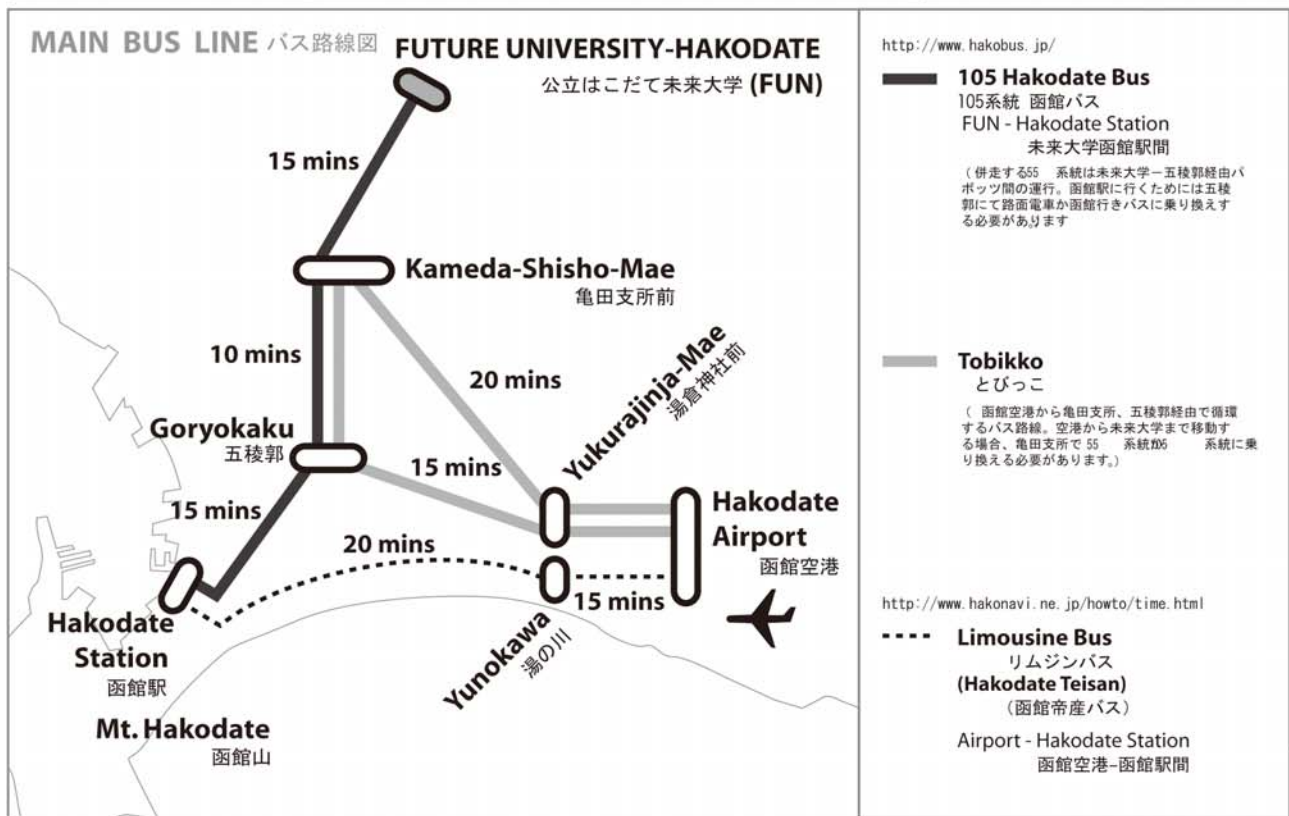 MAIN BUS LINE バス路線図
FUTURE UNIVERSITY-HAKODATE
公立はこだて未来大学 (FUN)
15 mins
Kameda-Shisho-Mae
亀田支所前
10 mins
20 mins
Yukurajinja-Mae
湯倉神社前
Goryokaku
五稜郭
15 mins
15 mins
Hakodate
Airport
函館空港
20 mins
15 mins
Hakodate
Station
函館駅
Yunokawa
湯の川
Mt. Hakodate
函館山
http://www.hakobus.jp/
105 Hakodate Bus
105系統 函館バス
FUN - Hakodate Station
未来大学函館駅間
(併走する55 系統は未来大学ー五稜郭経由バ
ボッツ間の運行。函館駅に行くためには五稜
郭にて路面電車か函館行きバスに乗り換えす
る必要があります
Tobikko
とびっこ
( 函館空港から亀田支所、五稜郭経由で循環
するバス路線。空港から未来大学まで移動す
る場合、亀田支所で 55 系統 系統に乗
り換える必要があります。)
http://www.hakonavi.ne.jp/howto/time.html
Limousine Bus
リムジンバス
(Hakodate Teisan)
(函館帝産バス)
Airport - Hakodate Station
函館空港-函館駅間